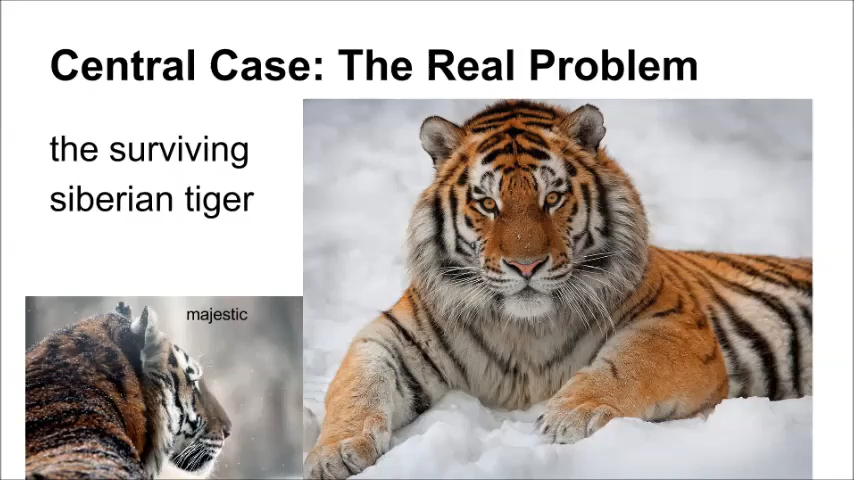 Central Case: The Real Problem
the surviving
siberian tiger
majestic